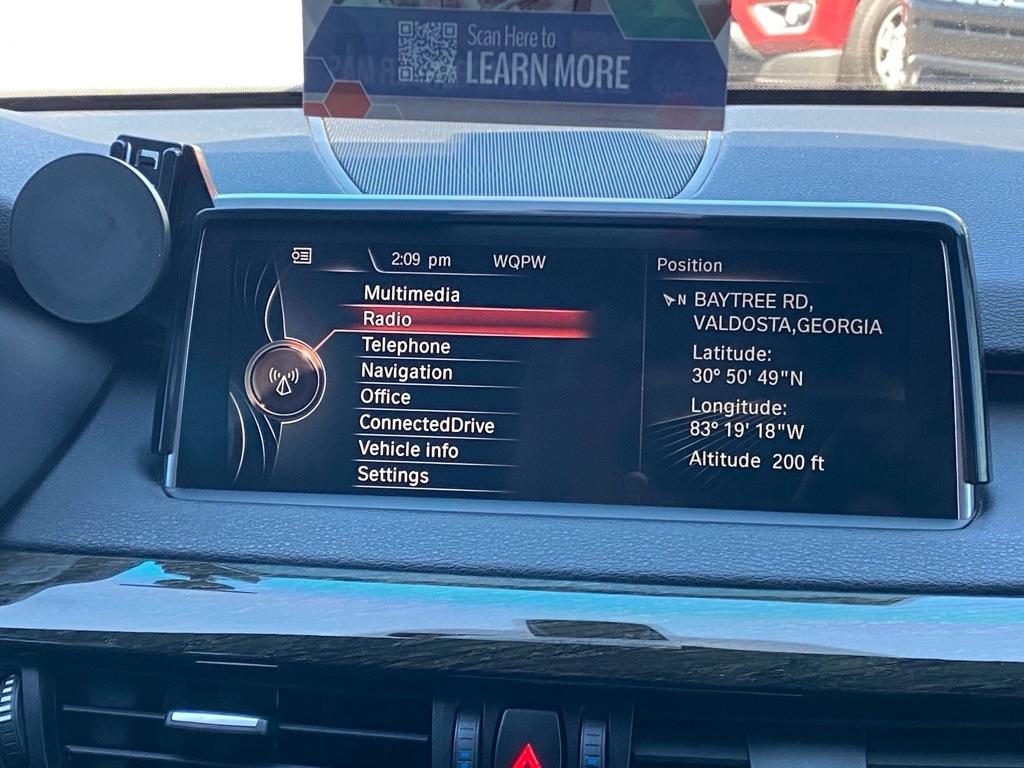 Scan Here to
LEARN MORE
2:09 pm WQPW
Position
Multimedia
Radio
Telephone
Navigation
Office
ConnectedDrive
Vehicle info
Settings
N BAYTREE RD,
VALDOSTA,GEORGIA
Latitude:
30° 50' 49"N
Longitude:
83° 19' 18"W
Altitude 200 ft